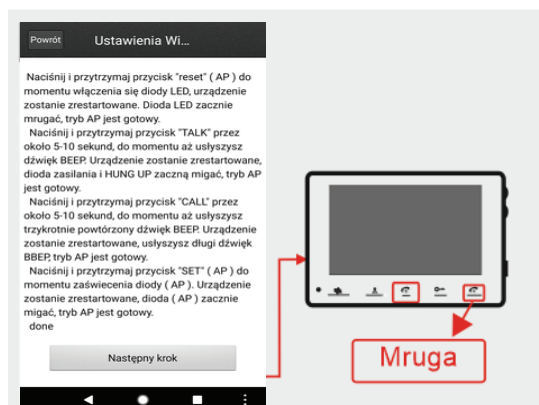 Powrót
Ustawienia Wi...
Naciśnij i przytrzymaj przycisk "reset" ( AP ) do
momentu włączenia się diody LED, urządzenie
zostanie zrestartowane. Dioda LED zacznie
mrugać, tryb AP jest gotowy.
Naciśnij i przytrzymaj przycisk "TALK" przez
około 5-10 sekund, do momentu aż usłyszysz
dźwięk BEEP. Urządzenie zostanie zrestartowane,
dioda zasilania i HUNG UP zaczną migać, tryb AP
jest gotowy.
Naciśnij i przytrzymaj przycisk "CALL" przez
około 5-10 sekund, do momentu aż usłyszysz
trzykrotnie powtórzony dźwięk BEEP. Urządzenie
zostanie zrestartowane, usłyszysz długi dźwięk
BBEP, tryb AP jest gotowy.
Naciśnij i przytrzymaj przycisk "SET" ( AP ) do
momentu zaświecenia diody ( AP ). Urządzenie
zostanie zrestartowane, dioda ( AP ) zacznie
migać, tryb AP jest gotowy.
done
Następny krok
Mruga